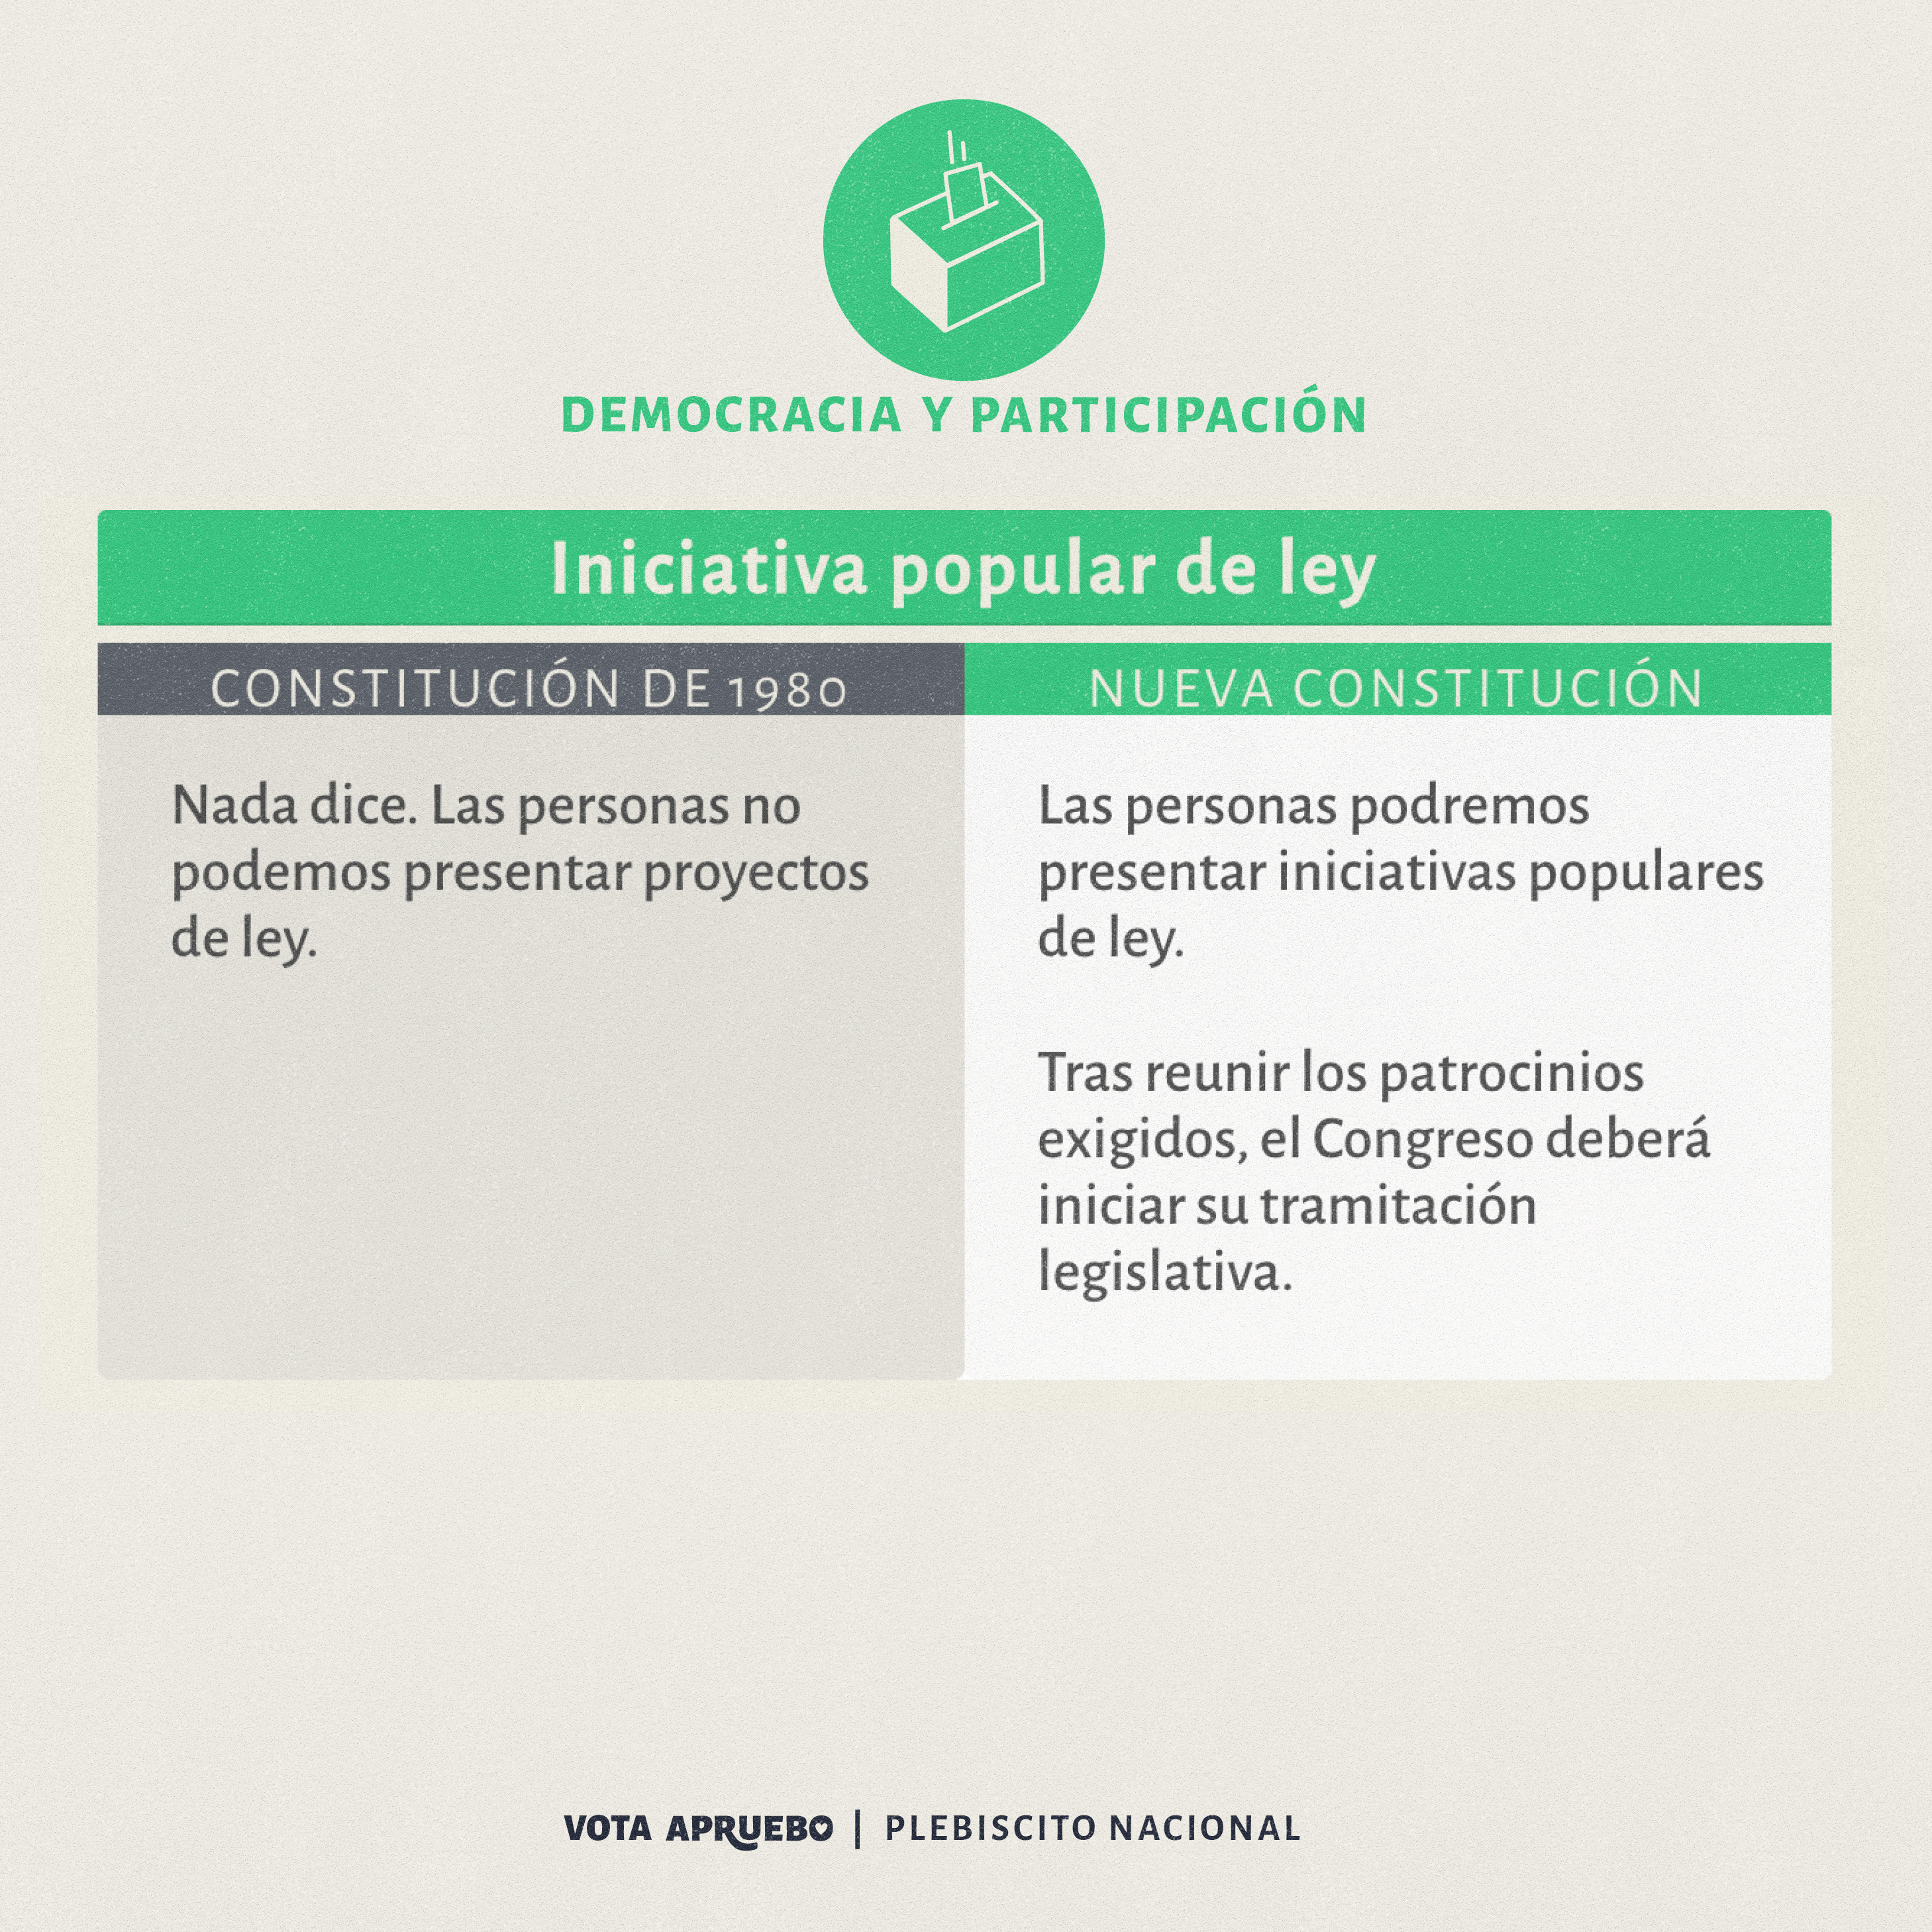 DEMOCRACIA Y PARTICIPACIÓN
Iniciativa popular de ley
CONSTITUCIÓN DE 1980
Nada dice. Las personas no
podemos presentar proyectos
de ley.
NUEVA CONSTITUCIÓN
Las personas podremos
presentar iniciativas populares
de ley.
Tras reunir los patrocinios
exigidos, el Congreso deberá
iniciar su tramitación
legislativa.
VOTA APRUEBO | PLEBISCITO NACIONAL